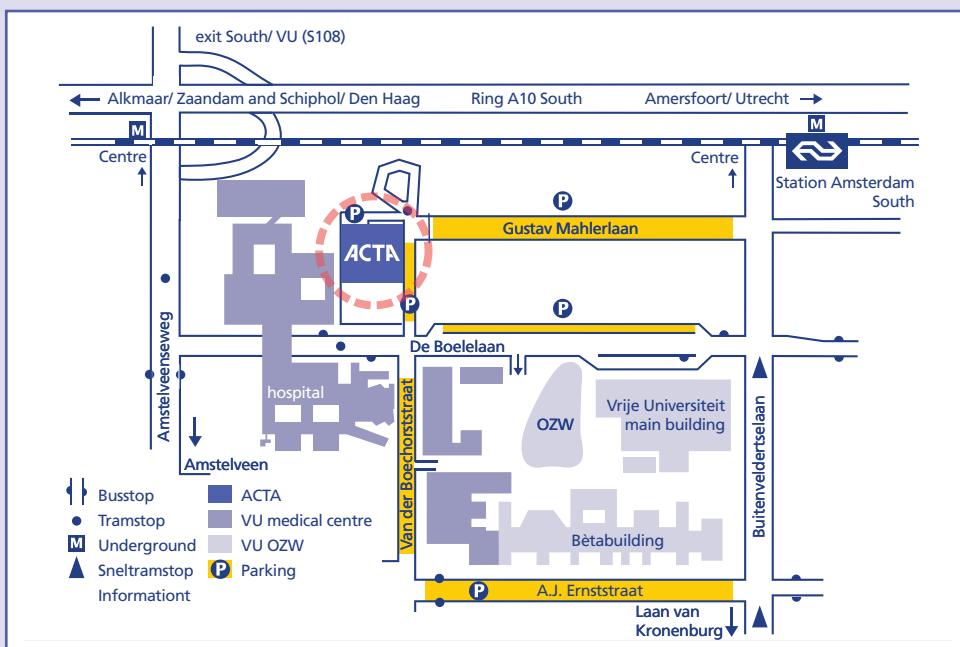 exit South/ VU (S108)
Alkmaar/ Zaandam and Schiphol/ Den Haag
Ring A10 South
Amersfoort/ Utrecht
M
M
Centre
Centre
Station Amsterdam
South
P
P
Gustav Mahlerlaan
ACTA
P
P
De Boelelaan
Amstelveenseweg
hospital
Van der Boechorststraat
OZW
Vrije Universiteit
main building
Buitenveldertselaan
Amstelveen
Bètabuilding
Busstop
Tramstop
M Underground
Sneltramstop
Informationt
ACTA
VU medical centre
VU OZW
P Parking
P
A.J. Ernststraat
Laan van
Kronenburg